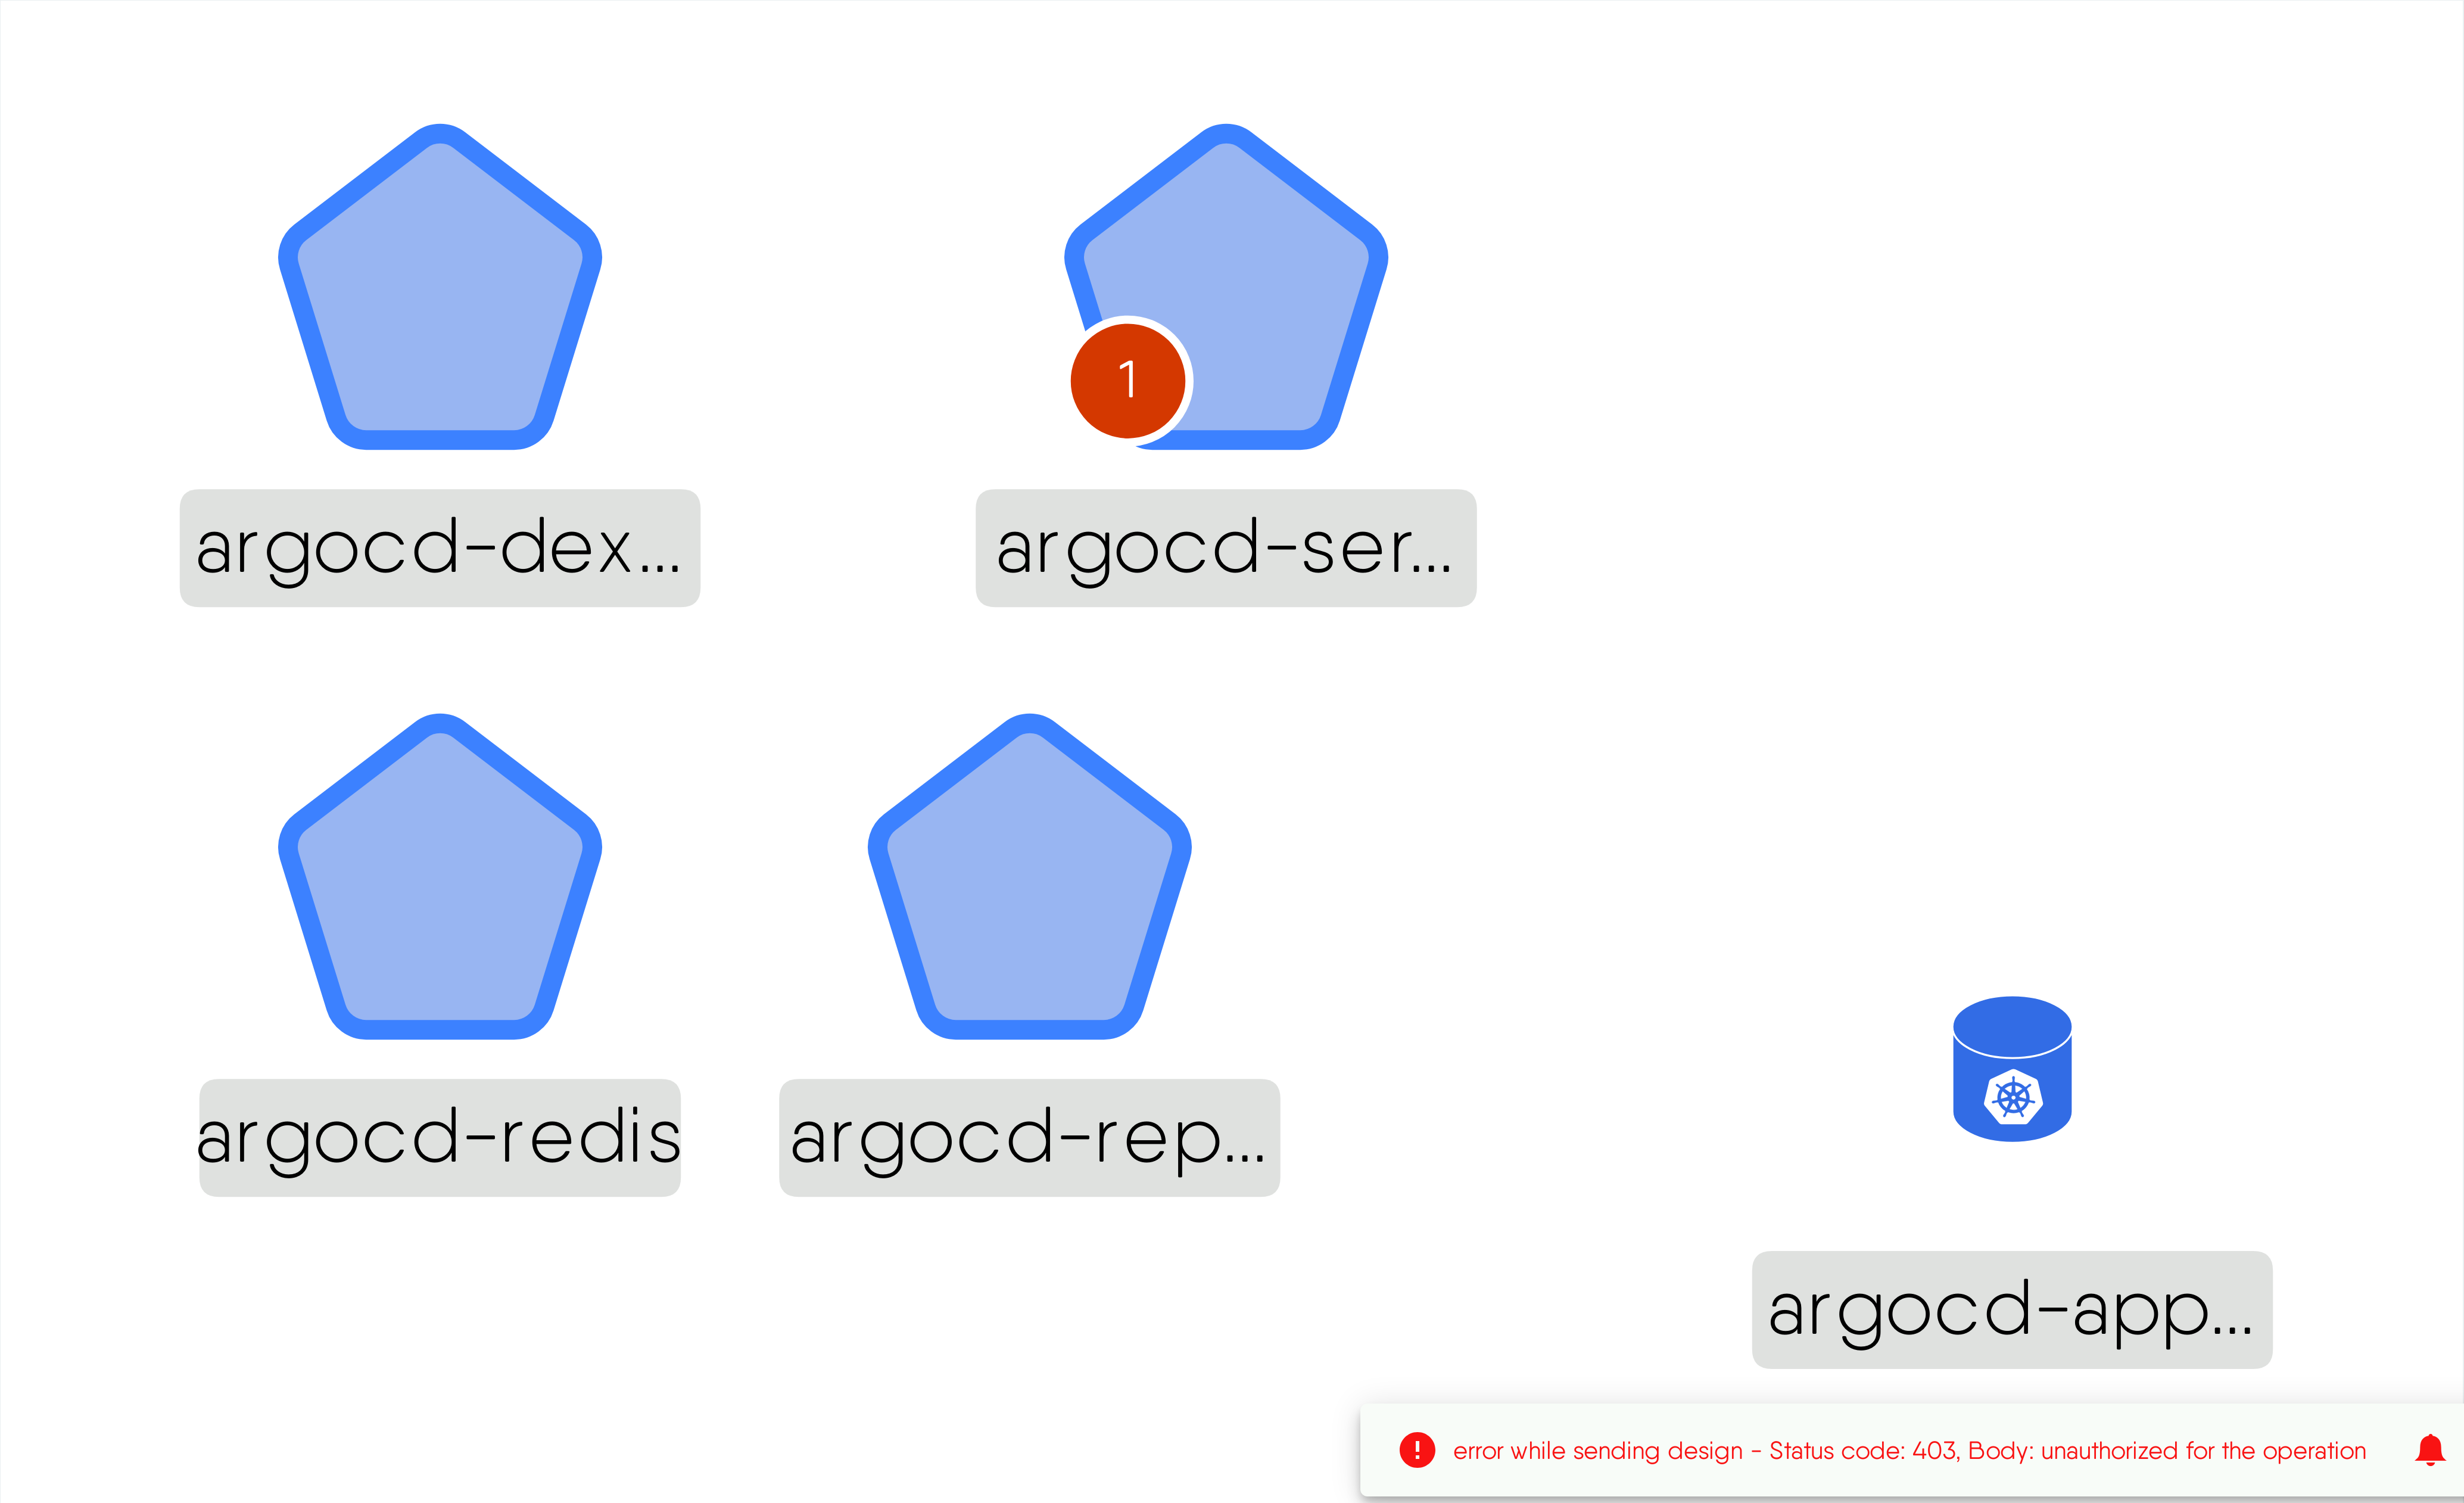 1
argocd-dex...
argocd-ser...
argocd-redis
argocd-rep...
argocd-app...
error while sending design - Status code: 403, Body: unauthorized for the operation